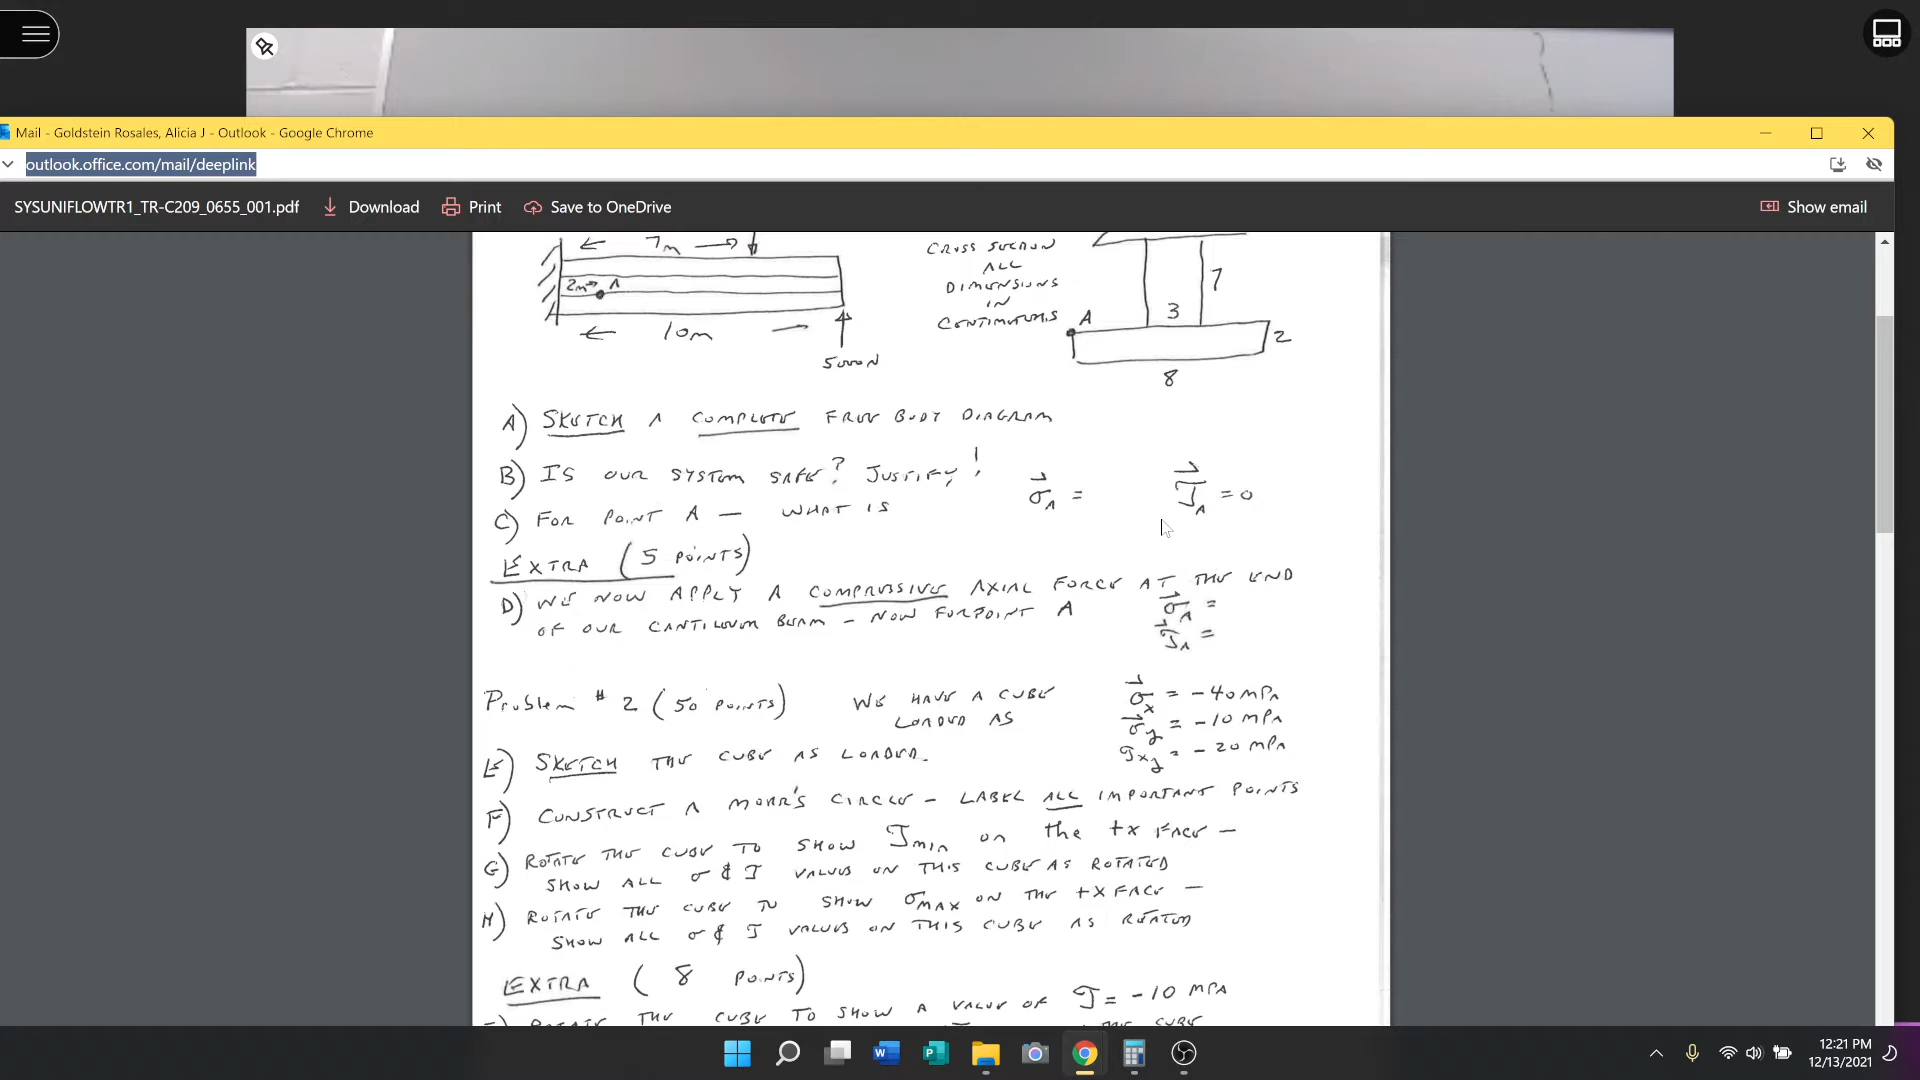 Mail - Goldstein Rosales, Alicia J - Outlook - Google Chrome
outlook.office.com/mail/deeplink
SYSUNIFLOWTR1_TR-C209_0655_001.pdf Download Print Save to OneDrive Show email
7m
2m A
10m
5000N
CROSS SECTION
ALL
DIMENSIONS
IN
CENTIMETERS
7
3
A
2
8
A) SKETCH A COMPLETE FREE BODY DIAGRAM
B) IS OUR SYSTEM SAFE? JUSTIFY!
C) FOR POINT A — WHAT IS σA = τA = 0
EXTRA (5 POINTS)
D) WE NOW APPLY A COMPRESSIVE AXIAL FORCE AT THE END
OF OUR CANTILEVER BEAM – NOW FOR POINT A
σA =
τA =
Problem # 2 (50 POINTS) WE HAVE A CUBE
LOADED AS
σx = -40 MPA
σy = -10 MPA
τxy = -20 MPA
E) SKETCH THE CUBE AS LOADED.
F) CONSTRUCT A MOHR'S CIRCLE – LABEL ALL IMPORTANT POINTS
G) ROTATE THE CUBE TO SHOW τMIN on the +x FACE –
SHOW ALL σ & τ VALUES ON THIS CUBE AS ROTATED
H) ROTATE THE CUBE TO SHOW σMAX ON THE +X FACE –
SHOW ALL σ & τ VALUES ON THIS CUBE AS ROTATED
EXTRA (8 POINTS)
ROTATE THE CUBE TO SHOW A VALUE OF τ = -10 MPA
THE CUBE
12:21 PM
12/13/2021